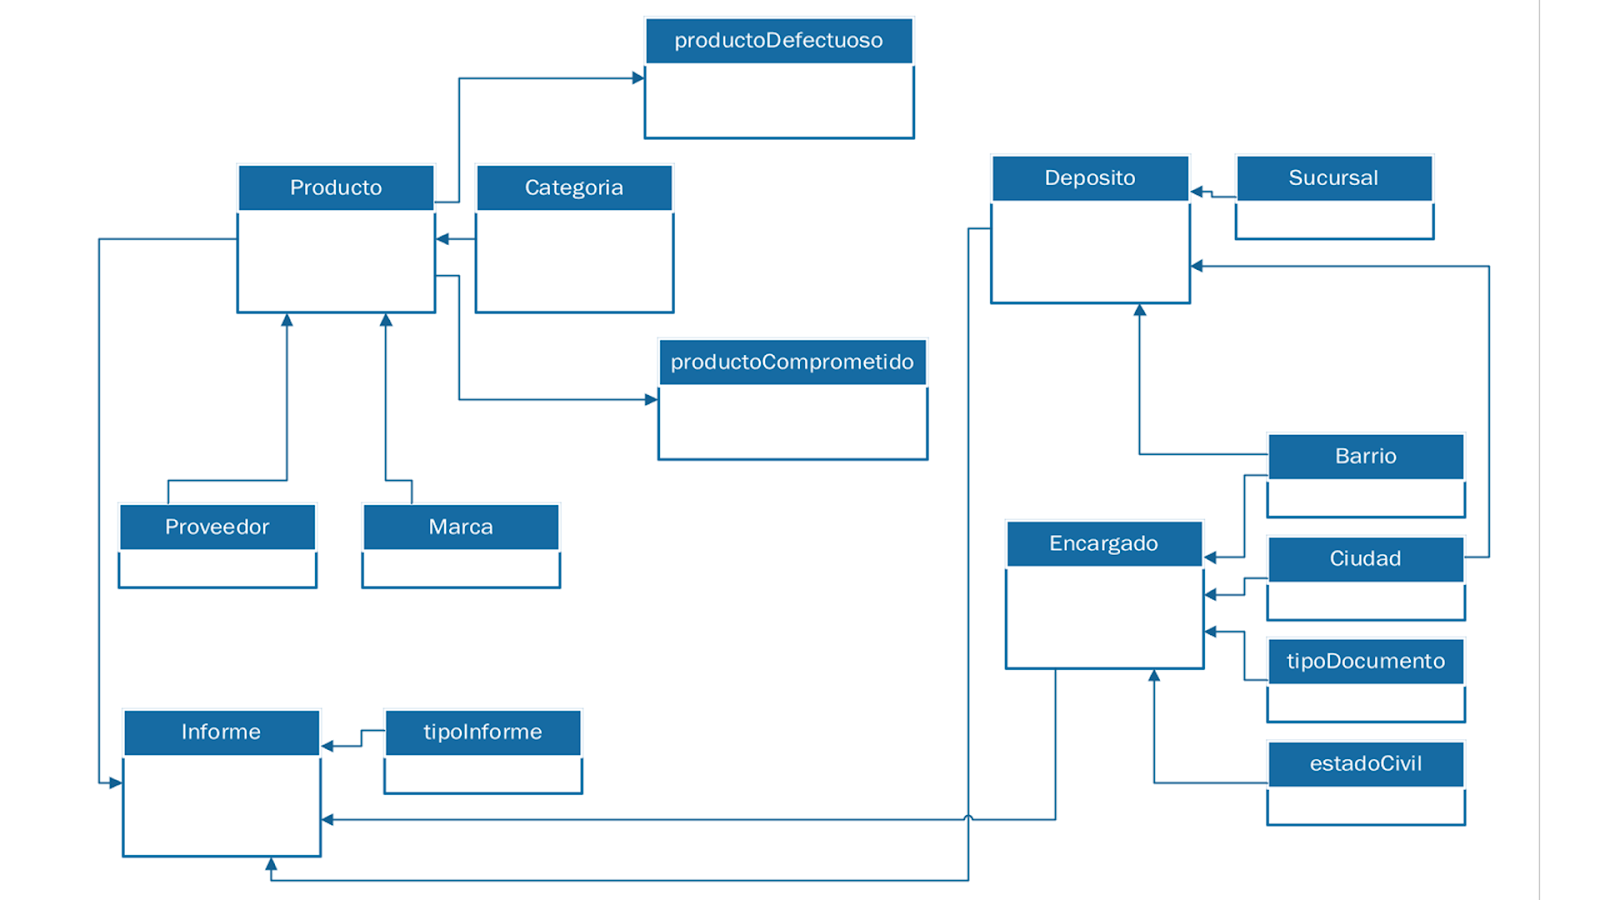 productoDefectuoso
Producto
Categoria
Deposito
Sucursal
productoComprometido
Barrio
Proveedor
Marca
Encargado
Ciudad
tipoDocumento
Informe
tipoInforme
estadoCivil